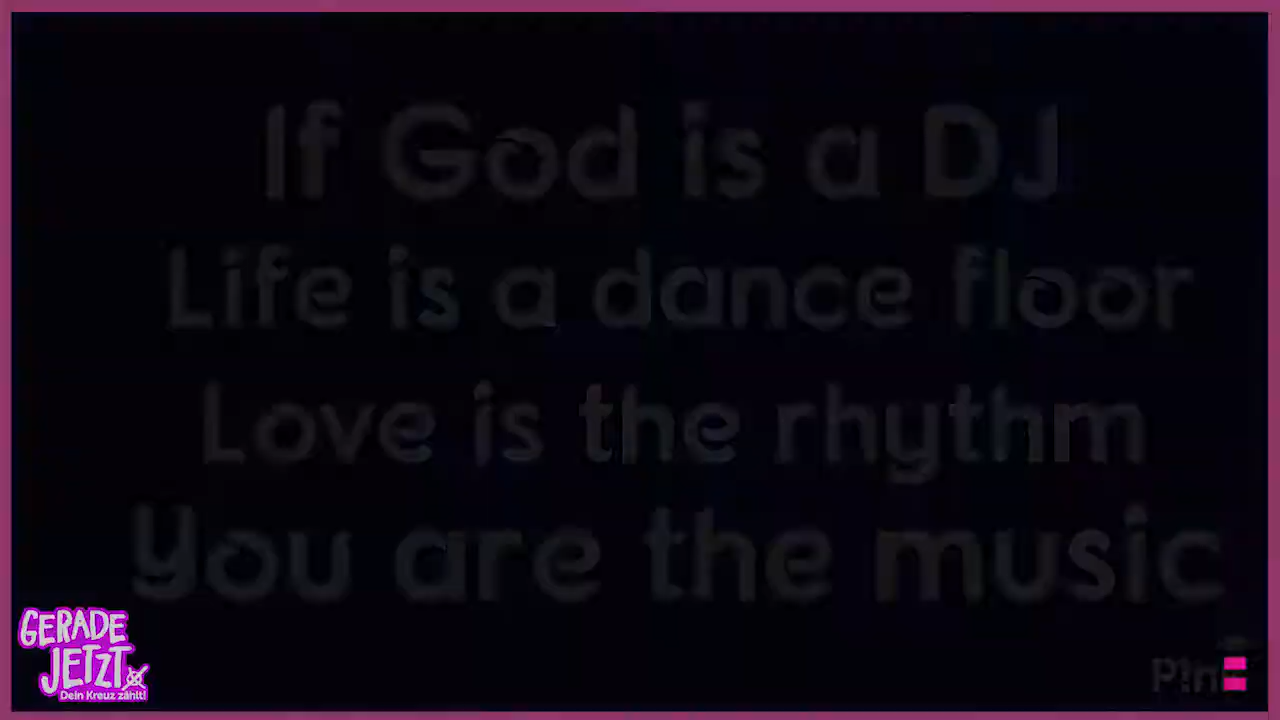 If God is a DJ
Life is a dance floor
Love is the rhythm
You are the music
GERADE
JETZT
Dein Kreuz zählt!